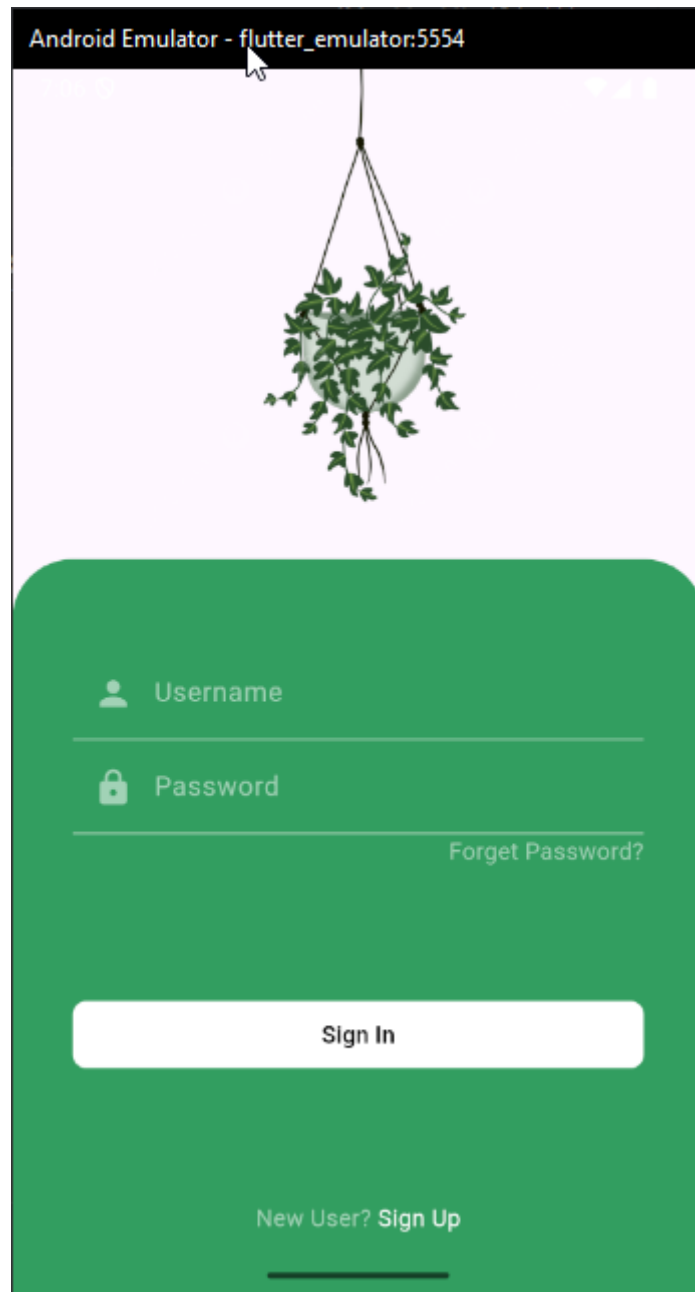 Android Emulator - flutter_emulator:5554
Username
Password
Forget Password?
Sign In
New User? Sign Up